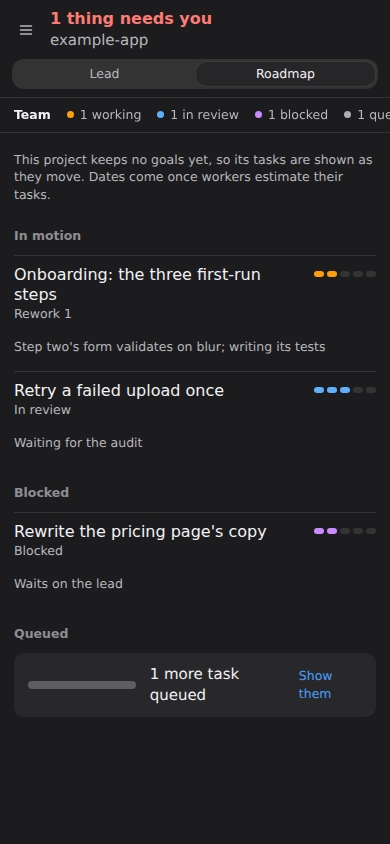 1 thing needs you
example-app
Lead
Roadmap
Team 1 working 1 in review 1 blocked 1 que
This project keeps no goals yet, so its tasks are shown as
they move. Dates come once workers estimate their
tasks.
In motion
Onboarding: the three first-run
steps
Rework 1
Step two's form validates on blur; writing its tests
Retry a failed upload once
In review
Waiting for the audit
Blocked
Rewrite the pricing page's copy
Blocked
Waits on the lead
Queued
1 more task
queued
Show
them